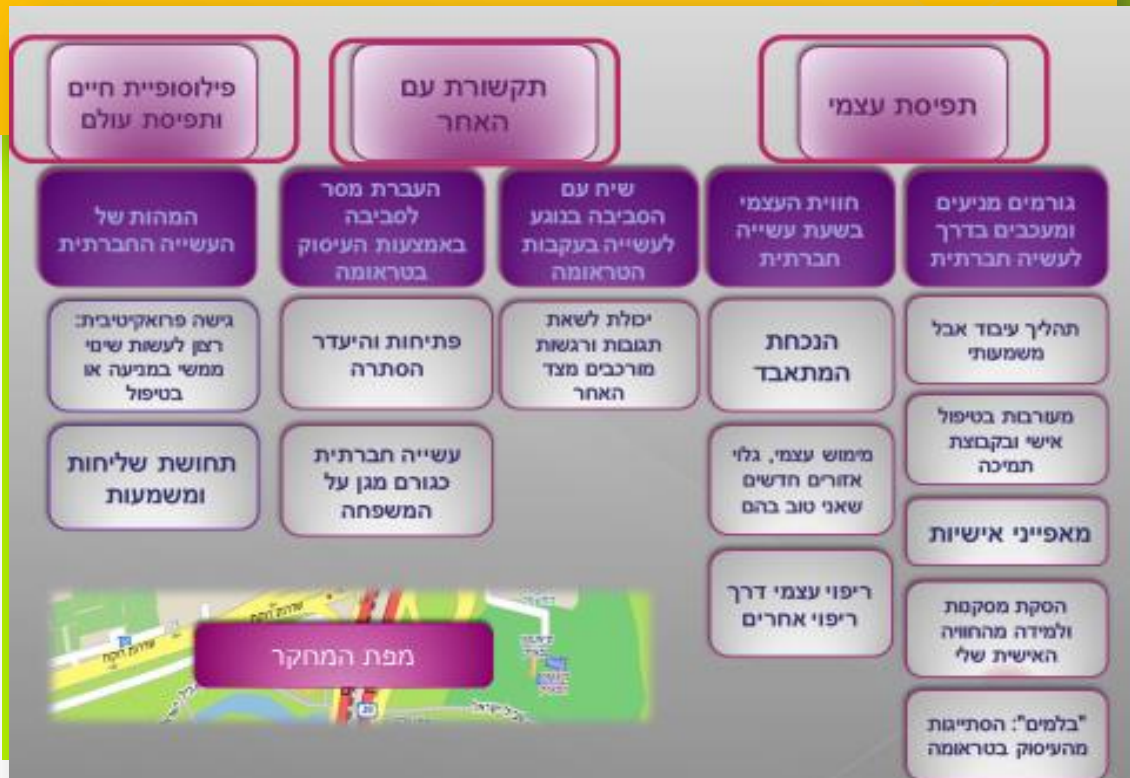 תפיסת עצמי
תקשורת עם
האחר
פילוסופיית חיים
ותפיסת עולם
גורמים מניעים
ומעכבים בדרך
לעשיה חברתית
חווית העצמי
בשעת עשייה
חברתית
שיח עם
הסביבה בנוגע
לעשייה בעקבות
הטראומה
העברת מסר
לסביבה
באמצעות העיסוק
בטראומה
המהות של
העשייה החברתית
תהליך עיבוד אבל
משמעותי
מעורבות בטיפול
אישי ובקבוצת
תמיכה
מאפייני אישיות
הסקת מסקנות
ולמידה מהחוויה
האישית שלי
"בלמים": הסתייגות
מהעיסוק בטראומה
הנכחת
המתאבד
מימוש עצמי, גלוי
אזורים חדשים
שאני טוב בהם
ריפוי עצמי דרך
ריפוי אחרים
יכולת לשאת
תגובות ורגשות
מורכבים מצד
האחר
פתיחות והיעדר
הסתרה
עשייה חברתית
כגורם מגן על
המשפחה
גישה פרואקיטיבית:
רצון לעשות שינוי
ממשי במניעה או
בטיפול
תחושת שליחות
ומשמעות
מפת המחקר
שדרות רוקח
20